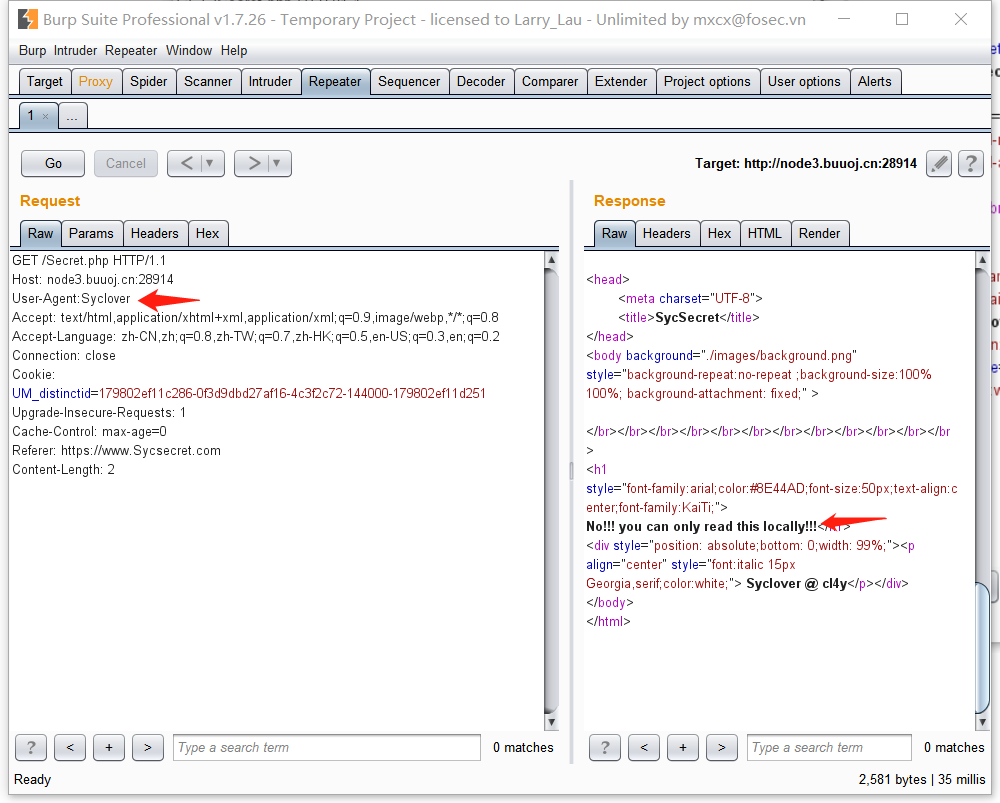 Burp Suite Professional v1.7.26 - Temporary Project - licensed to Larry_Lau - Unlimited by mxcx@fosec.vn
Burp Intruder Repeater Window Help
Target Proxy Spider Scanner Intruder Repeater Sequencer Decoder Comparer Extender Project options User options Alerts
1 × ...
Go Cancel < ▼ > ▼ Target: http://node3.buuoj.cn:28914 ?
Request
Raw Params Headers Hex
GET /Secret.php HTTP/1.1
Host: node3.buuoj.cn:28914
User-Agent:Syclover
Accept: text/html,application/xhtml+xml,application/xml;q=0.9,image/webp,*/*;q=0.8
Accept-Language: zh-CN,zh;q=0.8,zh-TW;q=0.7,zh-HK;q=0.5,en-US;q=0.3,en;q=0.2
Connection: close
Cookie:
UM_distinctid=179802ef11c286-0f3d9dbd27af16-4c3f2c72-144000-179802ef11d251
Upgrade-Insecure-Requests: 1
Cache-Control: max-age=0
Referer: https://www.Sycsecret.com
Content-Length: 2
? < + > Type a search term 0 matches
Response
Raw Headers Hex HTML Render
<head>
<meta charset="UTF-8">
<title>SycSecret</title>
</head>
<body background="./images/background.png"
style="background-repeat:no-repeat ;background-size:100%
100%; background-attachment: fixed;" >
</br></br></br></br></br></br></br></br></br></br></br></br
>
<h1
style="font-family:arial;color:#8E44AD;font-size:50px;text-align:c
enter;font-family:KaiTi;">
No!!! you can only read this locally!!!</h1>
<div style="position: absolute;bottom: 0;width: 99%;"><p
align="center" style="font:italic 15px
Georgia,serif;color:white;"> Syclover @ cl4y</p></div>
</body>
</html>
? < + > Type a search term 0 matches
Ready 2,581 bytes | 35 millis